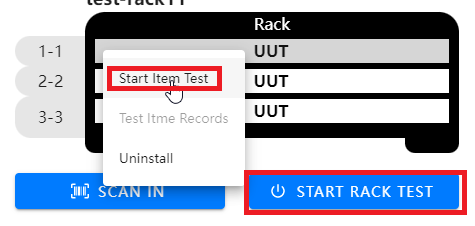 test-rack11
Rack
1-1 UUT
Start Item Test
2-2 UUT
Test Itme Records
3-3 UUT
Uninstall
SCAN IN
START RACK TEST